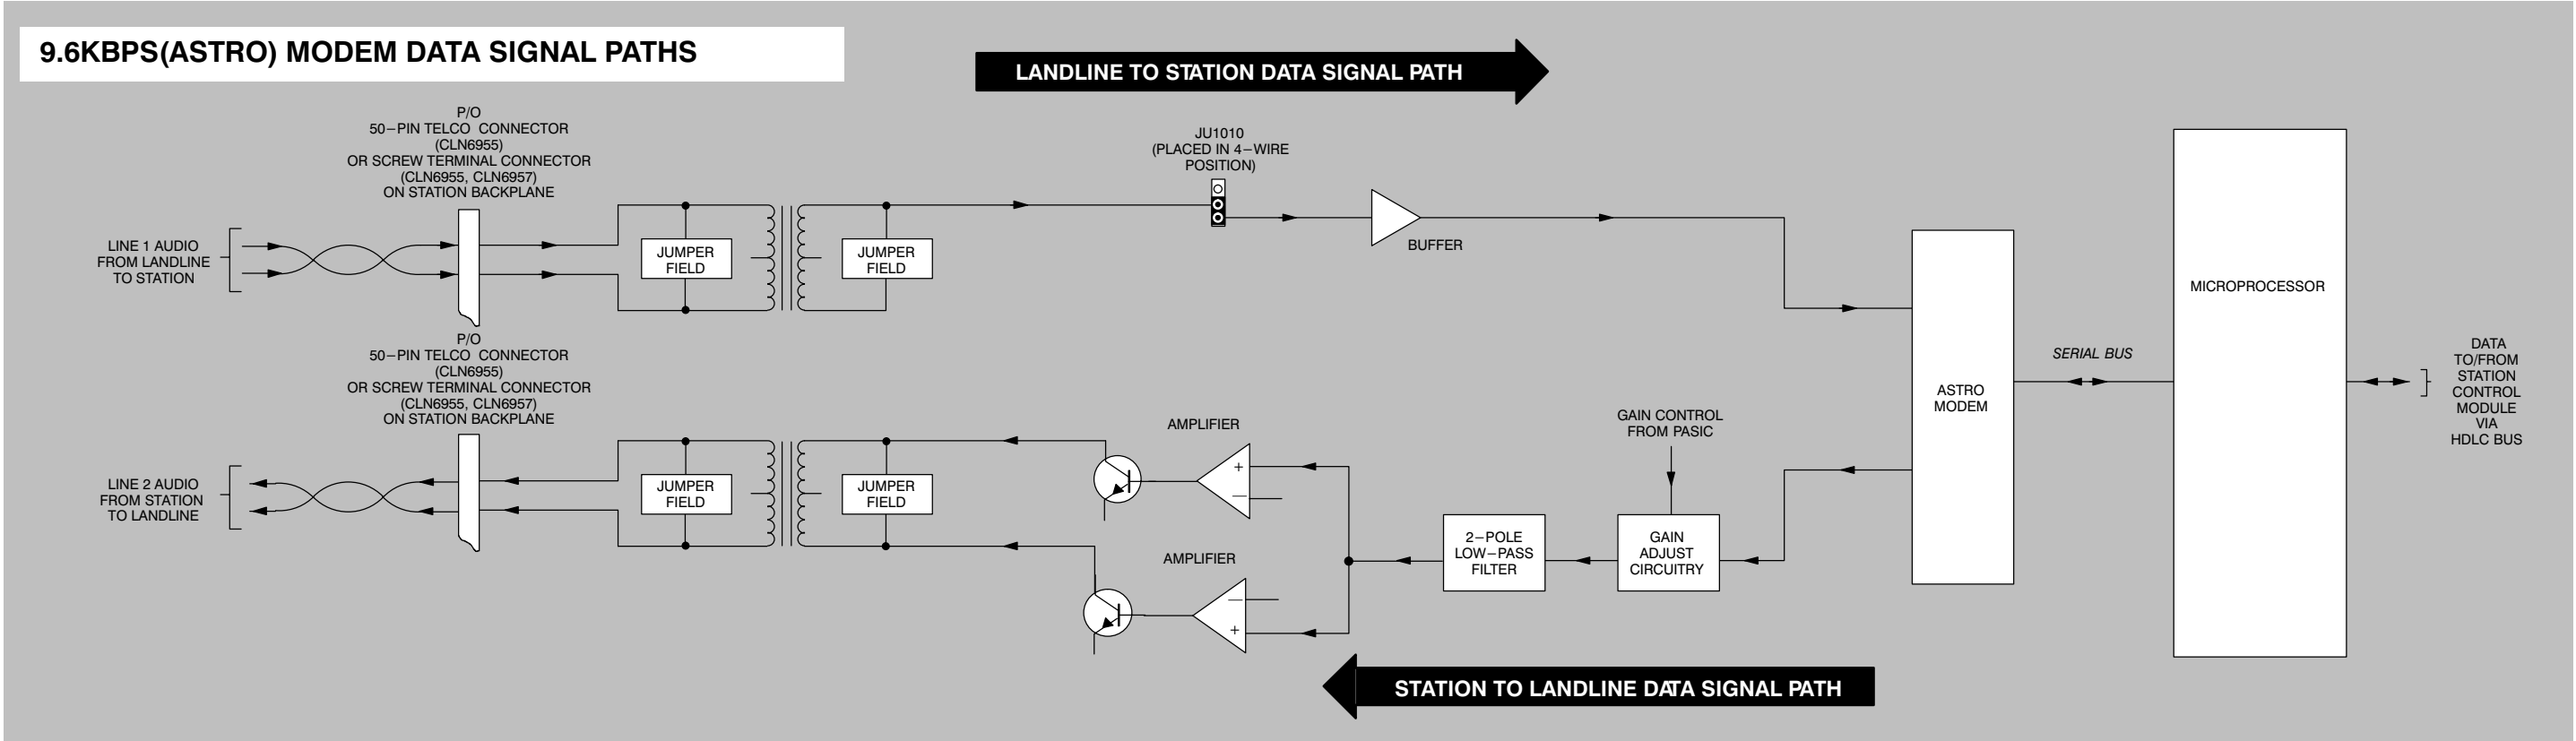 9.6KBPS(ASTRO) MODEM DATA SIGNAL PATHS
LANDLINE TO STATION DATA SIGNAL PATH
P/O
50–PIN TELCO CONNECTOR
(CLN6955)
OR SCREW TERMINAL CONNECTOR
(CLN6955, CLN6957)
ON STATION BACKPLANE
JU1010
(PLACED IN 4–WIRE
POSITION)
LINE 1 AUDIO
FROM LANDLINE
TO STATION
JUMPER
FIELD
JUMPER
FIELD
BUFFER
MICROPROCESSOR
P/O
50–PIN TELCO CONNECTOR
(CLN6955)
OR SCREW TERMINAL CONNECTOR
(CLN6955, CLN6957)
ON STATION BACKPLANE
SERIAL BUS
DATA
TO/FROM
STATION
CONTROL
MODULE
VIA
HDLC BUS
ASTRO
MODEM
GAIN CONTROL
FROM PASIC
AMPLIFIER
+
–
LINE 2 AUDIO
FROM STATION
TO LANDLINE
JUMPER
FIELD
JUMPER
FIELD
2–POLE
LOW–PASS
FILTER
GAIN
ADJUST
CIRCUITRY
AMPLIFIER
–
+
STATION TO LANDLINE DATA SIGNAL PATH